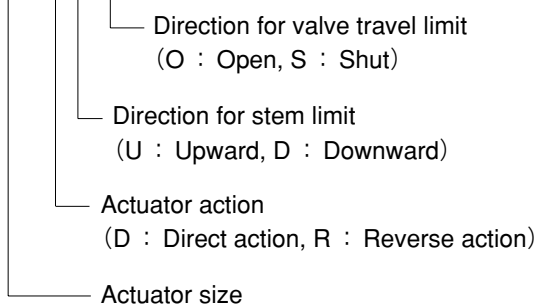 Direction for valve travel limit
（O ： Open, S ： Shut）
Direction for stem limit
（U ： Upward, D ： Downward）
Actuator action
（D ： Direct action, R ： Reverse action）
Actuator size